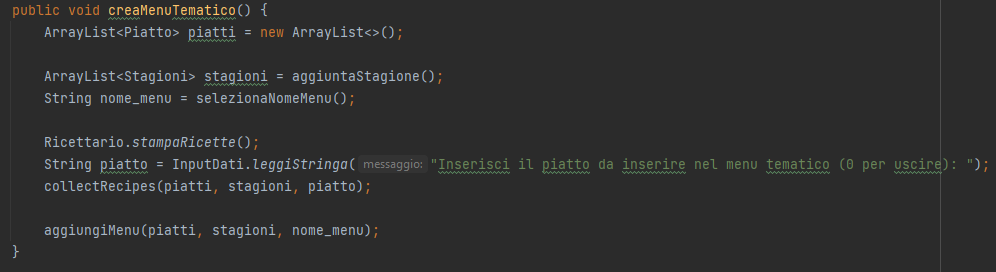 public void creaMenuTematico() {
ArrayList<Piatto> piatti = new ArrayList<>();
ArrayList<Stagioni> stagioni = aggiuntaStagione();
String nome_menu = selezionaNomeMenu();
Ricettario.stampaRicette();
String piatto = InputDati.leggiStringa( messaggio: "Inserisci il piatto da inserire nel menu tematico (0 per uscire): ");
collectRecipes(piatti, stagioni, piatto);
aggiungiMenu(piatti, stagioni, nome_menu);
}